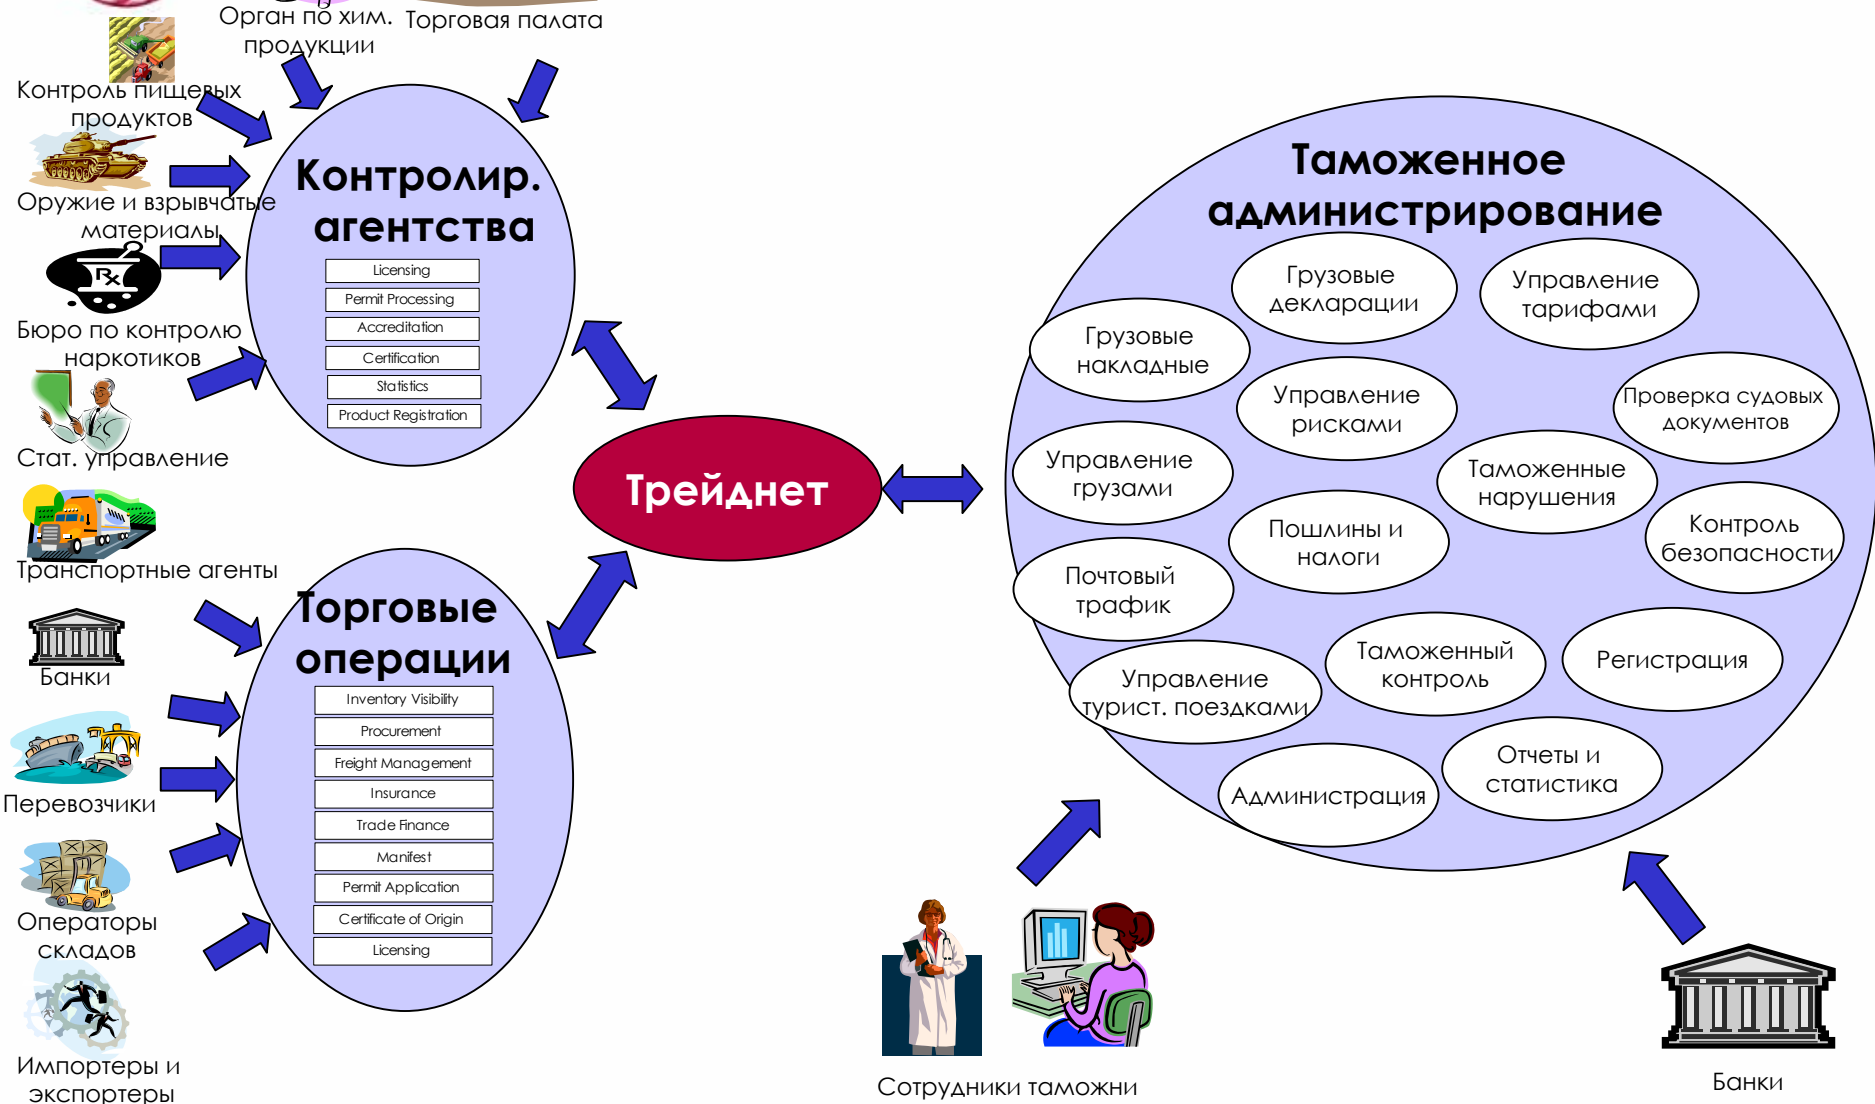 Орган по хим.
продукции
Торговая палата
Контроль пищевых
продуктов
Оружие и взрывчатые
материалы
Rx
Бюро по контролю
наркотиков
Стат. управление
Транспортные агенты
Банки
Перевозчики
Операторы
складов
Импортеры и
экспортеры
Контролир.
агентства
Licensing
Permit Processing
Accreditation
Certification
Statistics
Product Registration
Торговые
операции
Inventory Visibility
Procurement
Freight Management
Insurance
Trade Finance
Manifest
Permit Application
Certificate of Origin
Licensing
Трейднет
Таможенное
администрирование
Грузовые
декларации
Управление
тарифами
Грузовые
накладные
Управление
рисками
Проверка судовых
документов
Управление
грузами
Таможенные
нарушения
Пошлины и
налоги
Контроль
безопасности
Почтовый
трафик
Таможенный
контроль
Регистрация
Управление
турист. поездками
Отчеты и
статистика
Администрация
Сотрудники таможни
Банки